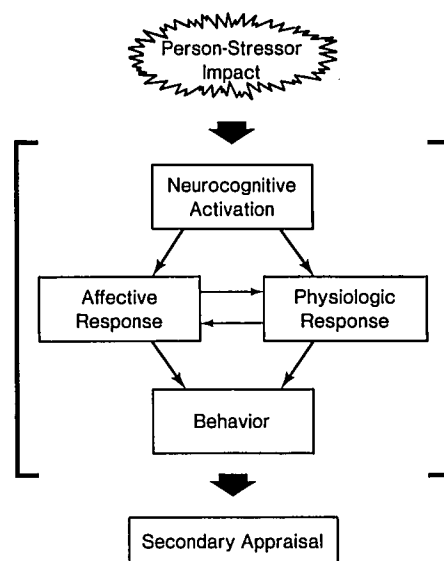 Person-Stressor
Impact
Neurocognitive
Activation
Affective
Response
Physiologic
Response
Behavior
Secondary Appraisal